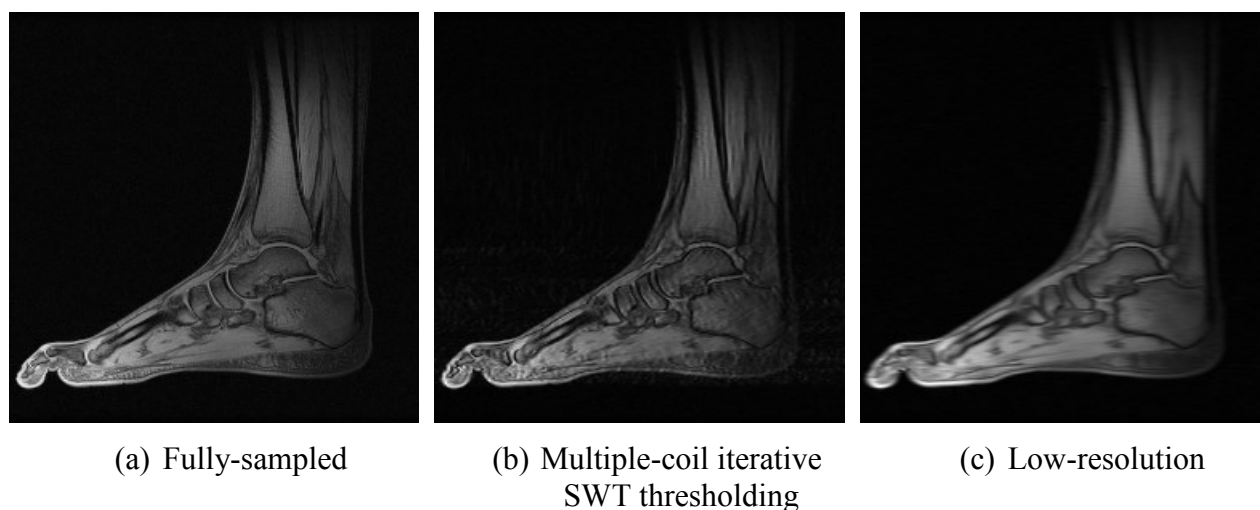 (a) Fully-sampled
(b) Multiple-coil iterative
SWT thresholding
(c) Low-resolution